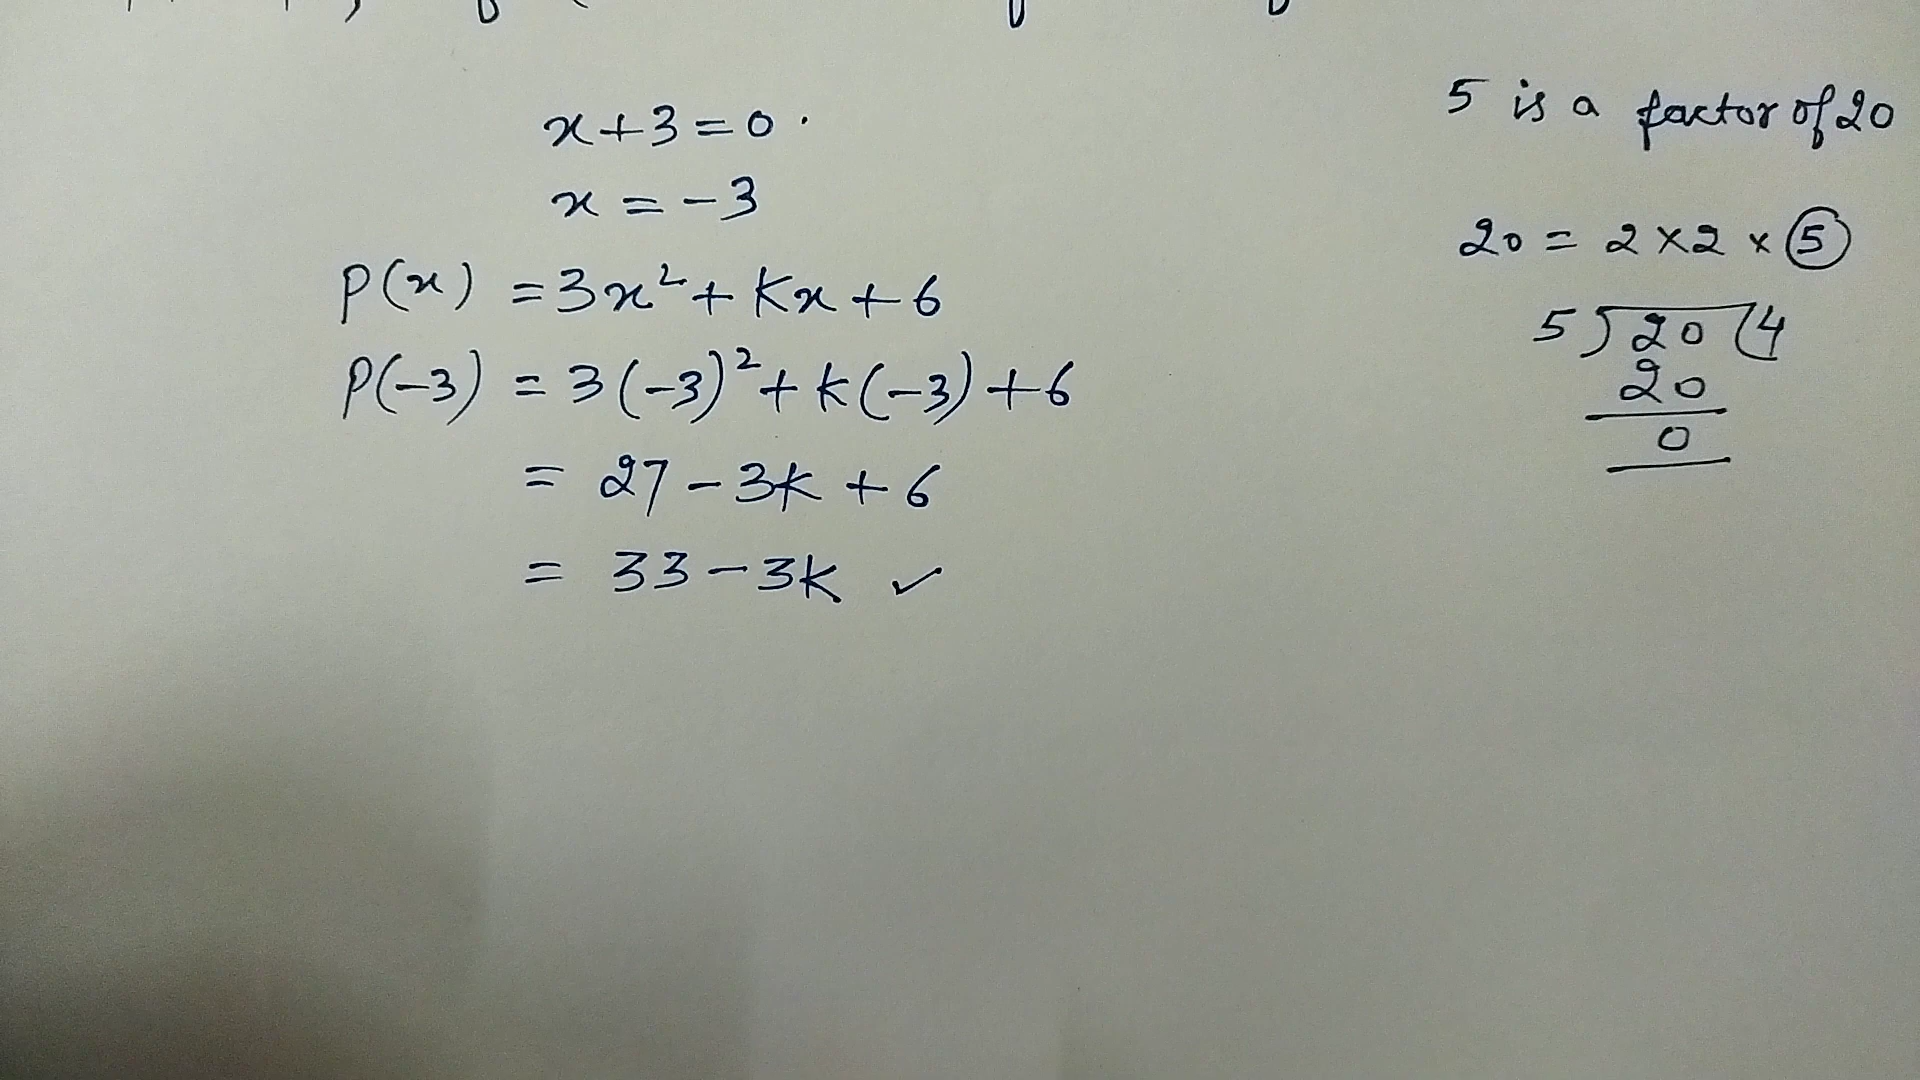 x+3=0.
x=-3
P(x) =3x²+Kx+6
P(-3) = 3(-3)²+k(-3)+6
= 27-3k+6
= 33-3k ✓
5 is a factor of 20
20 = 2×2×5
5)20(4
20
0